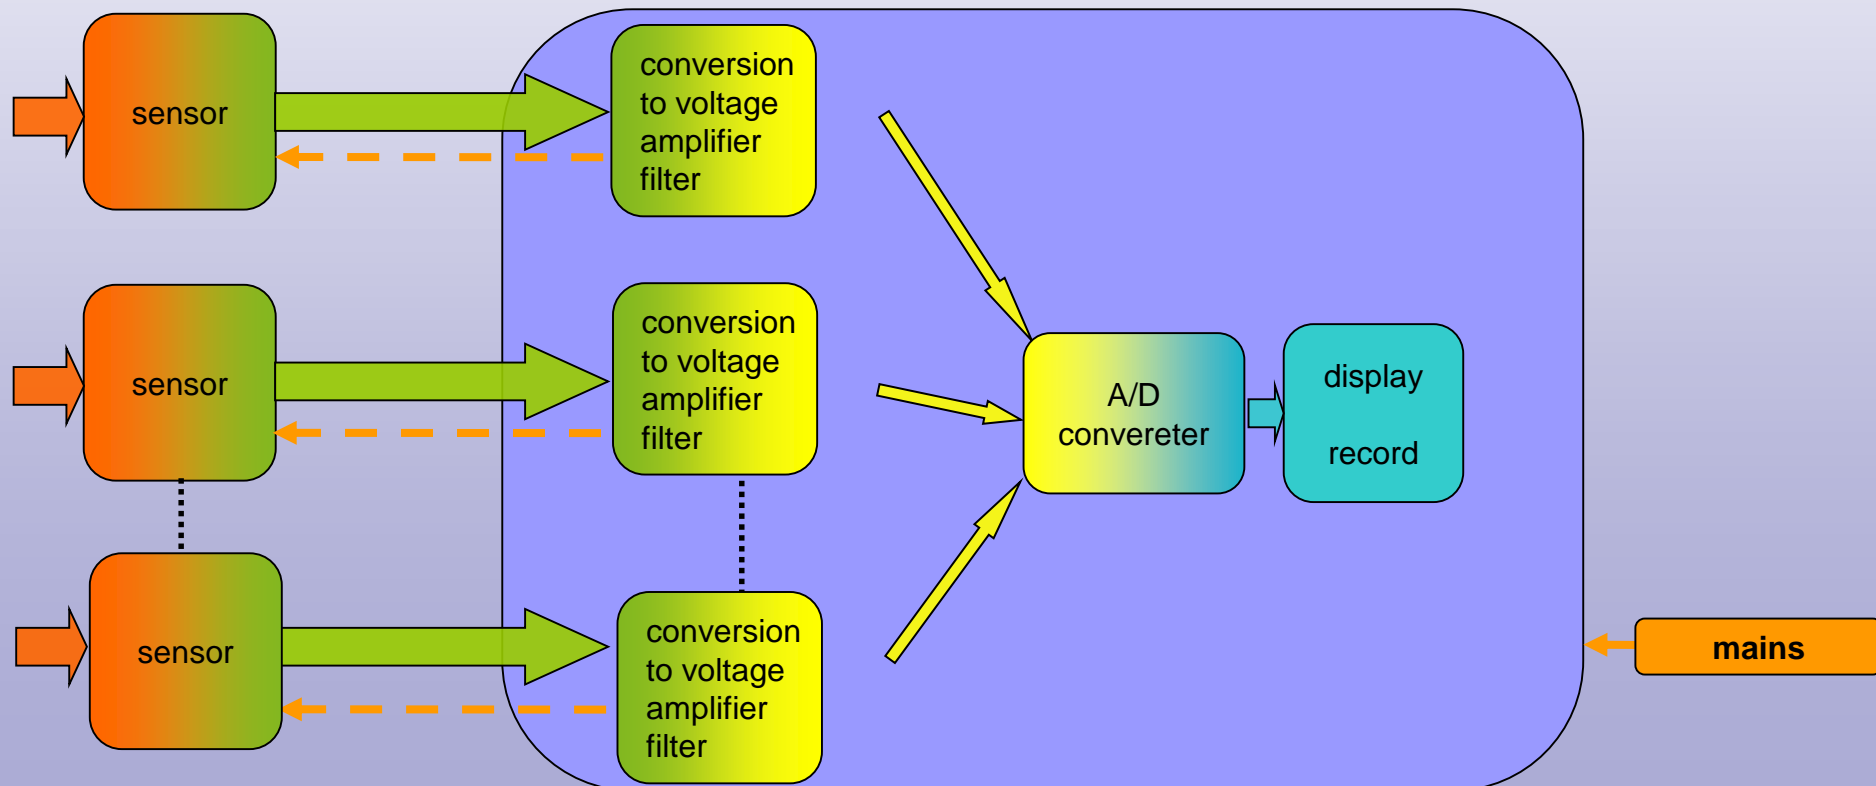 sensor
conversion
to voltage
amplifier
filter
sensor
conversion
to voltage
amplifier
filter
A/D
convereter
display
record
sensor
conversion
to voltage
amplifier
filter
mains